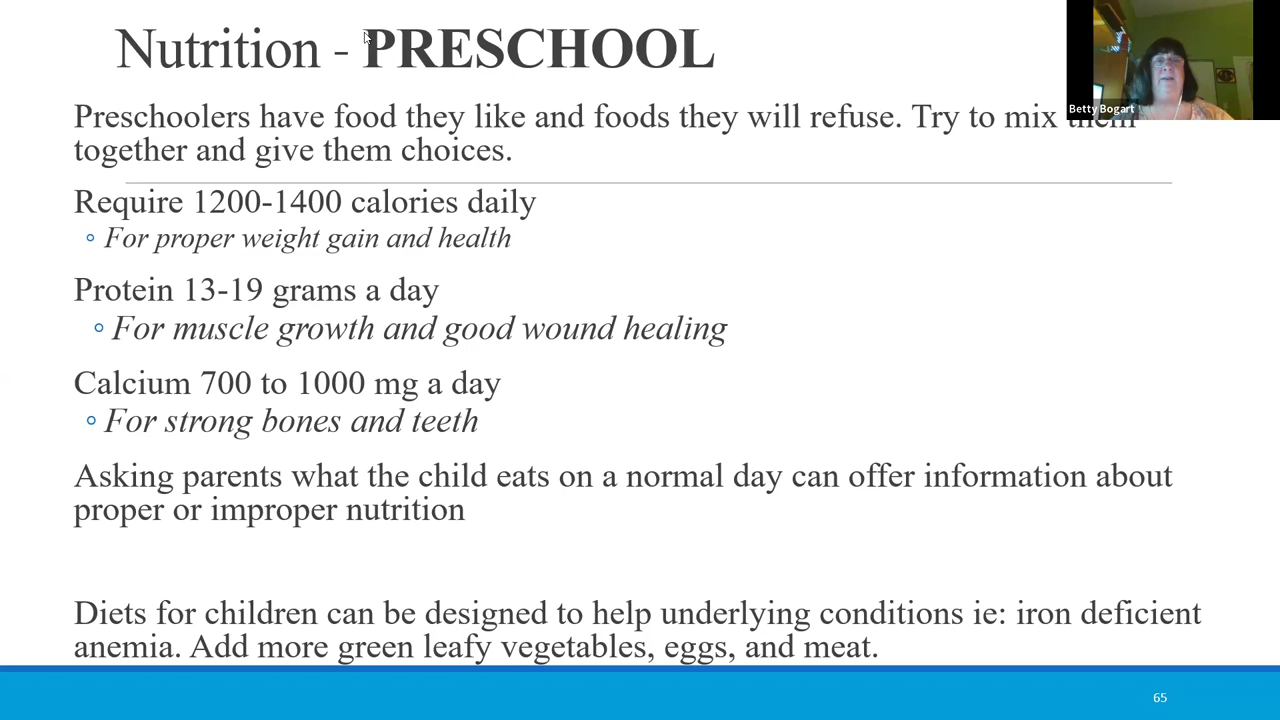 Nutrition - PRESCHOOL
Betty Bogart
Preschoolers have food they like and foods they will refuse. Try to mix them
together and give them choices.
Require 1200-1400 calories daily
◦ For proper weight gain and health
Protein 13-19 grams a day
◦ For muscle growth and good wound healing
Calcium 700 to 1000 mg a day
◦ For strong bones and teeth
Asking parents what the child eats on a normal day can offer information about
proper or improper nutrition
Diets for children can be designed to help underlying conditions ie: iron deficient
anemia. Add more green leafy vegetables, eggs, and meat.
65